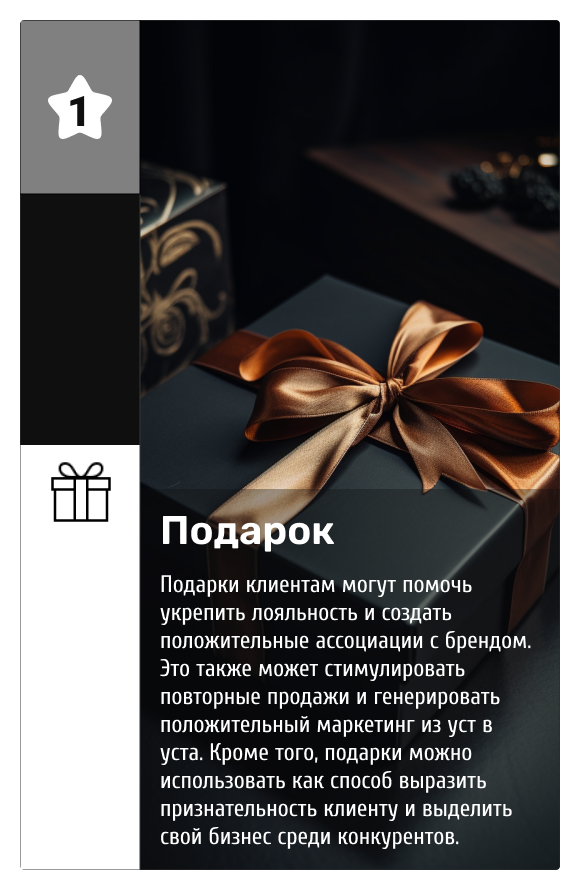 1
Подарок
Подарки клиентам могут помочь
укрепить лояльность и создать
положительные ассоциации с брендом.
Это также может стимулировать
повторные продажи и генерировать
положительный маркетинг из уст в
уста. Кроме того, подарки можно
использовать как способ выразить
признательность клиенту и выделить
свой бизнес среди конкурентов.